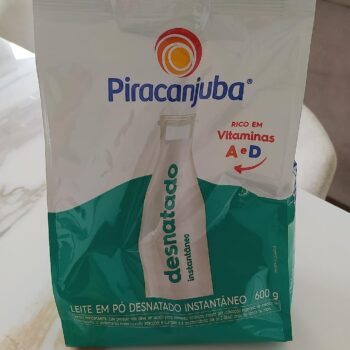 Piracanjuba®
RICO EM
Vitaminas
A e D
desnatado
instantâneo
LEITE EM PÓ DESNATADO INSTANTÂNEO 600 g